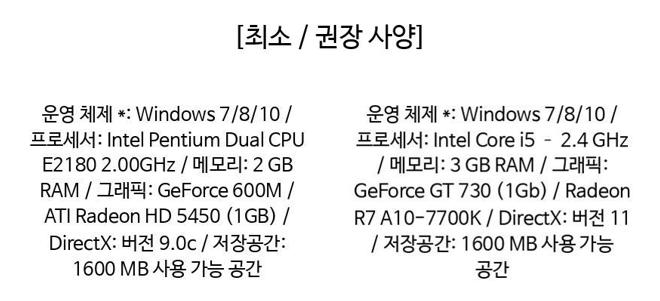 [최소 / 권장 사양]
운영 체제 *: Windows 7/8/10 /
프로세서: Intel Pentium Dual CPU
E2180 2.00GHz / 메모리: 2 GB
RAM / 그래픽: GeForce 600M /
ATI Radeon HD 5450 (1GB) /
DirectX: 버전 9.0c / 저장공간:
1600 MB 사용 가능 공간
운영 체제 *: Windows 7/8/10 /
프로세서: Intel Core i5 - 2.4 GHz
/ 메모리: 3 GB RAM / 그래픽:
GeForce GT 730 (1Gb) / Radeon
R7 A10-7700K / DirectX: 버전 11
/ 저장공간: 1600 MB 사용 가능
공간